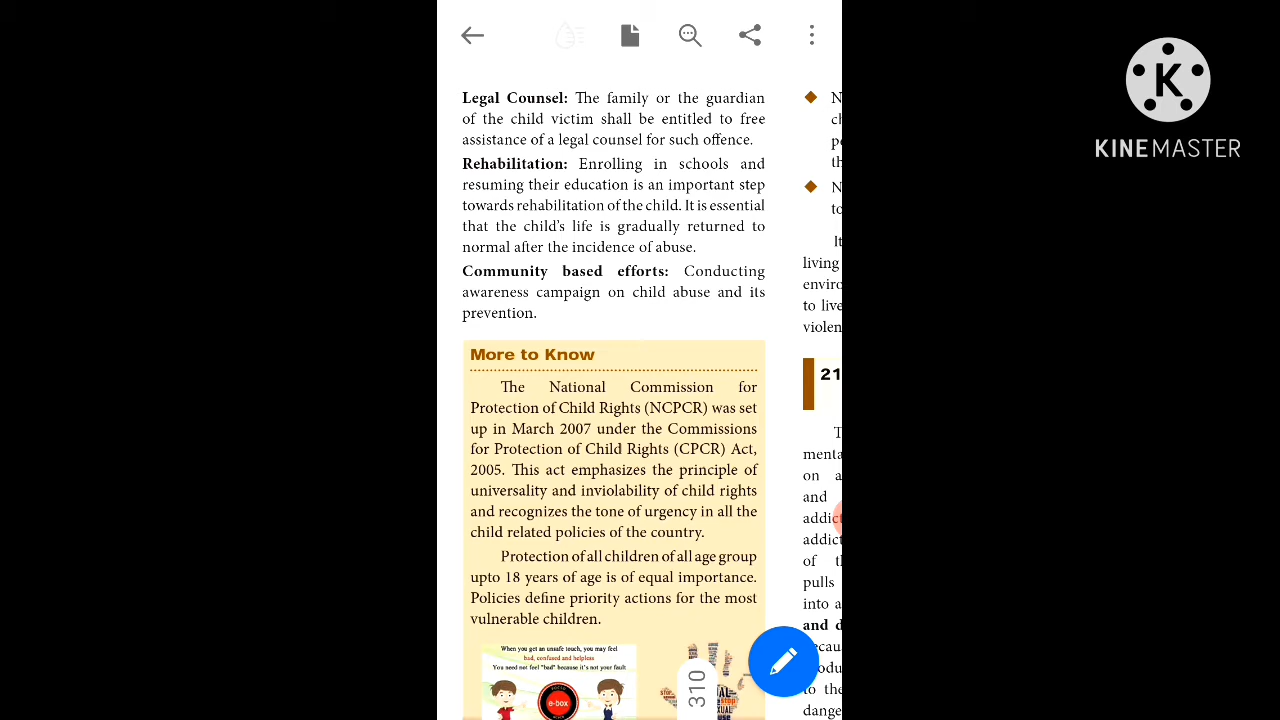 Legal Counsel: The family or the guardian
of the child victim shall be entitled to free
assistance of a legal counsel for such offence.
Rehabilitation: Enrolling in schools and
resuming their education is an important step
towards rehabilitation of the child. It is essential
that the child's life is gradually returned to
normal after the incidence of abuse.
Community based efforts: Conducting
awareness campaign on child abuse and its
prevention.
More to Know
The National Commission for
Protection of Child Rights (NCPCR) was set
up in March 2007 under the Commissions
for Protection of Child Rights (CPCR) Act,
2005. This act emphasizes the principle of
universality and inviolability of child rights
and recognizes the tone of urgency in all the
child related policies of the country.
Protection of all children of all age group
upto 18 years of age is of equal importance.
Policies define priority actions for the most
vulnerable children.
When you get an unsafe touch, you may feel
bad, confused and helpless
You need not feel "bad" because it's not your fault
e-box
310
living
to live
21
on a
and
of
pulls
into a
and
K
KINEMASTER